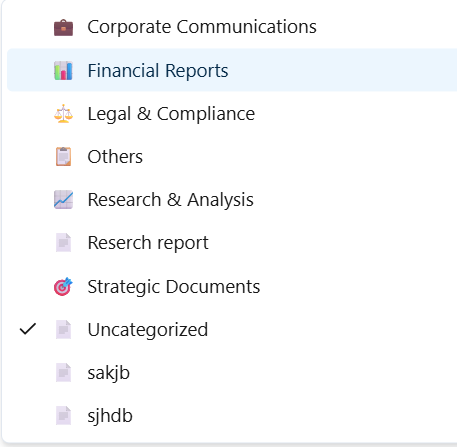 Corporate Communications
Financial Reports
Legal & Compliance
Others
Research & Analysis
Reserch report
Strategic Documents
Uncategorized
sakjb
sjhdb